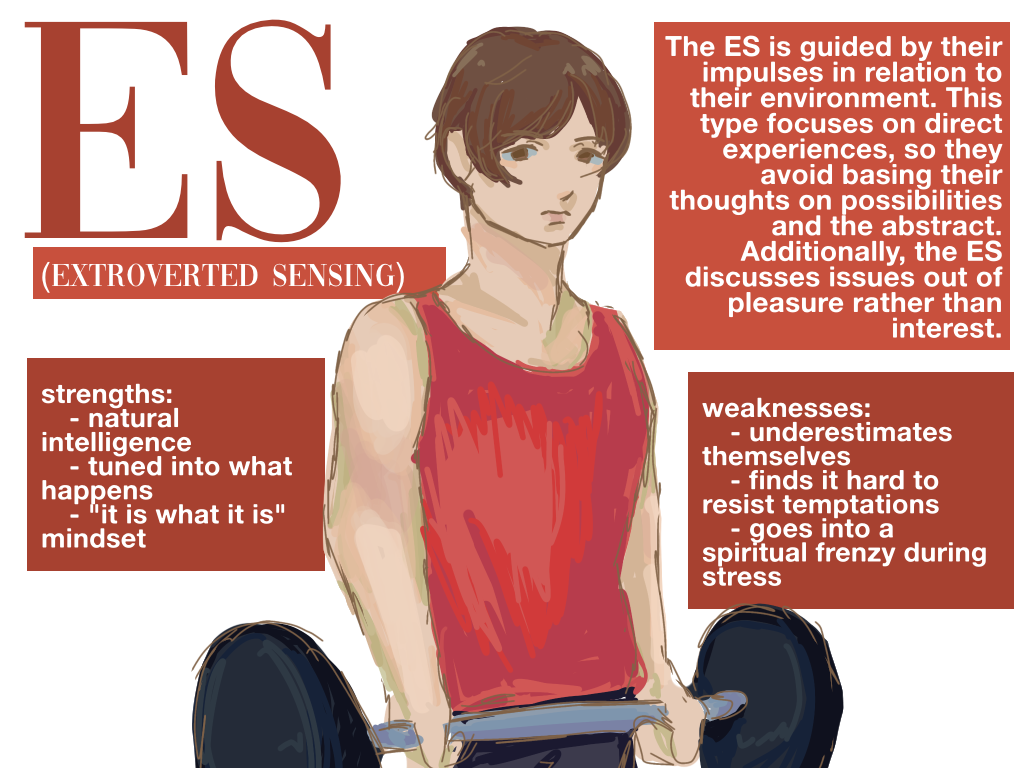 ES
(EXTROVERTED SENSING)
The ES is guided by their
impulses in relation to
their environment. This
type focuses on direct
experiences, so they
avoid basing their
thoughts on possibilities
and the abstract.
Additionally, the ES
discusses issues out of
pleasure rather than
interest.
strengths:
- natural
intelligence
- tuned into what
happens
- "it is what it is"
mindset
weaknesses:
- underestimates
themselves
- finds it hard to
resist temptations
- goes into a
spiritual frenzy during
stress